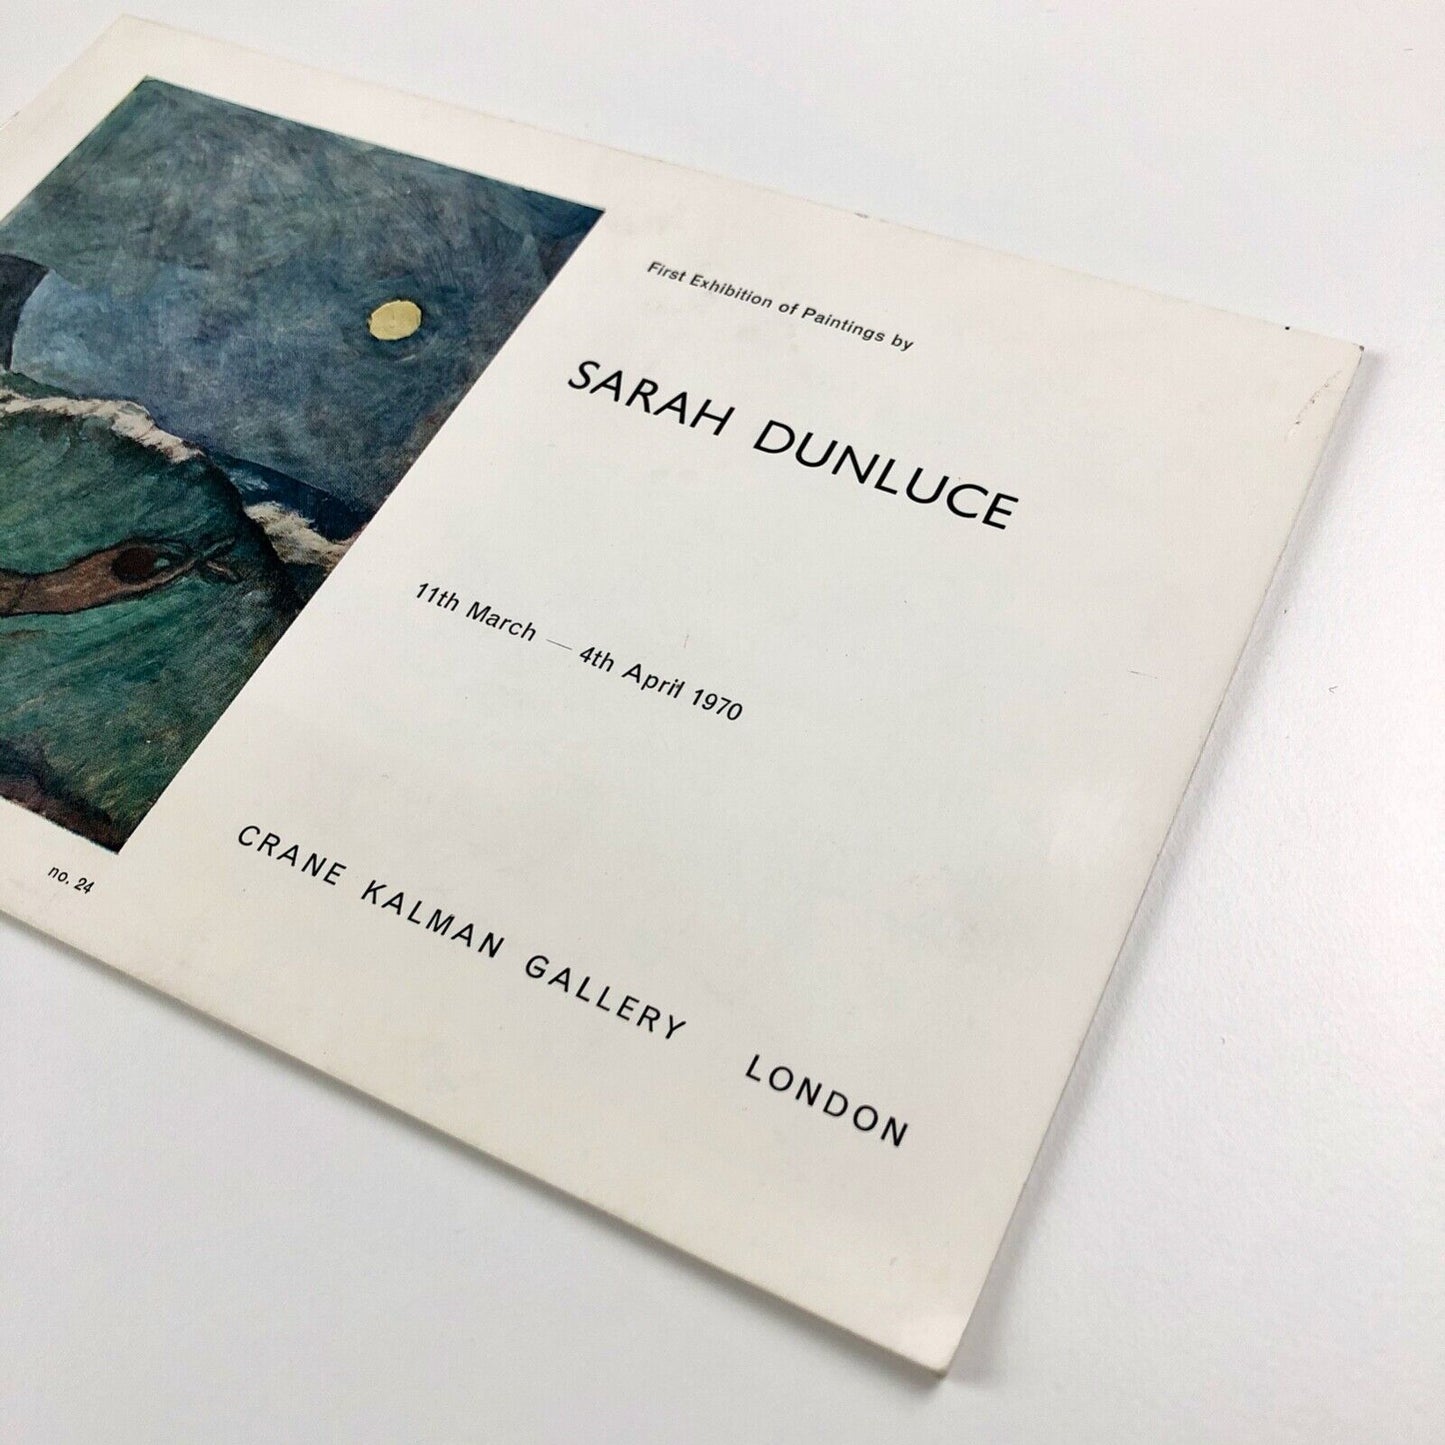 First Exhibition of Paintings by
SARAH DUNLUCE
11th March — 4th April 1970
CRANE KALMAN GALLERY LONDON
no. 24